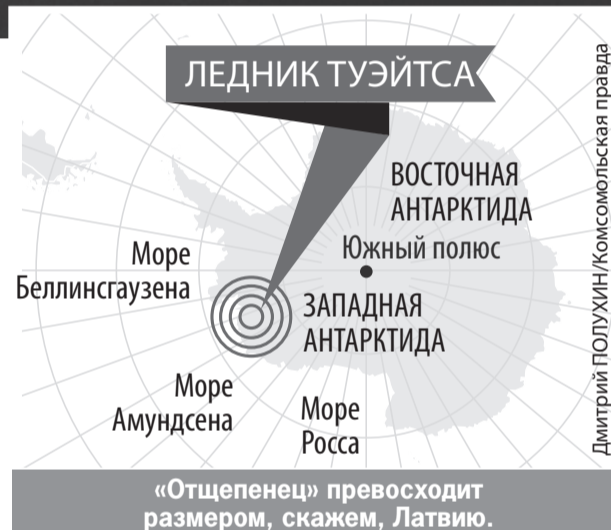 ЛЕДНИК ТУЭЙТСА
ВОСТОЧНАЯ
АНТАРКТИДА
Южный полюс
Море
Беллинсгаузена
ЗАПАДНАЯ
АНТАРКТИДА
Море
Амундсена
Море
Росса
Дмитрий ПОЛУХИН/Комсомольская правда
«Отщепенец» превосходит
размером, скажем, Латвию.